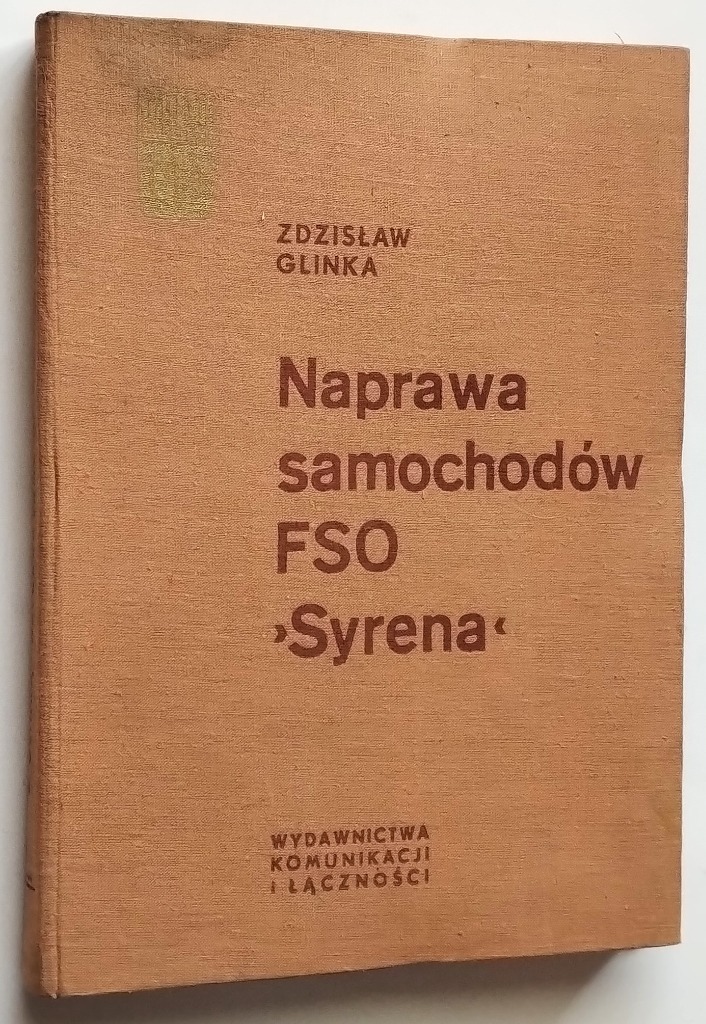 ZDZISŁAW
GLINKA
Naprawa
samochodów
FSO
›Syrena‹
WYDAWNICTWA
KOMUNIKACJI
i ŁĄCZNOŚCI